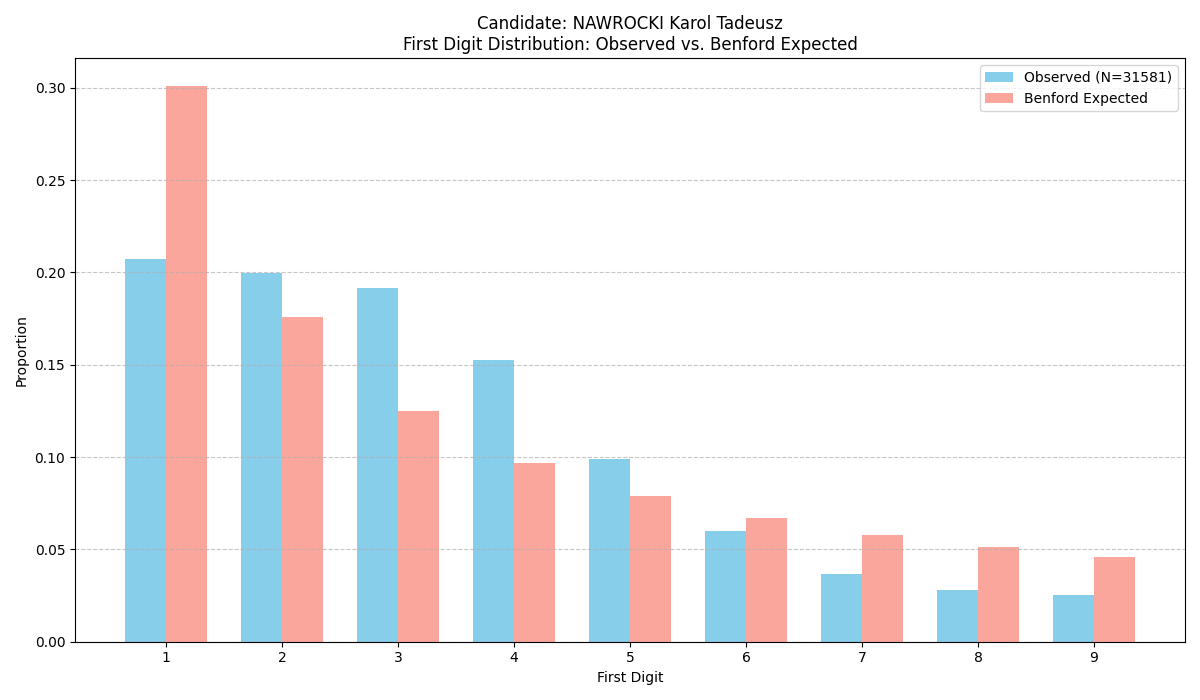 Candidate: NAWROCKI Karol Tadeusz
First Digit Distribution: Observed vs. Benford Expected
Observed (N=31581)
Benford Expected
Proportion
0.30
0.25
0.20
0.15
0.10
0.05
0.00
1 2 3 4 5 6 7 8 9
First Digit